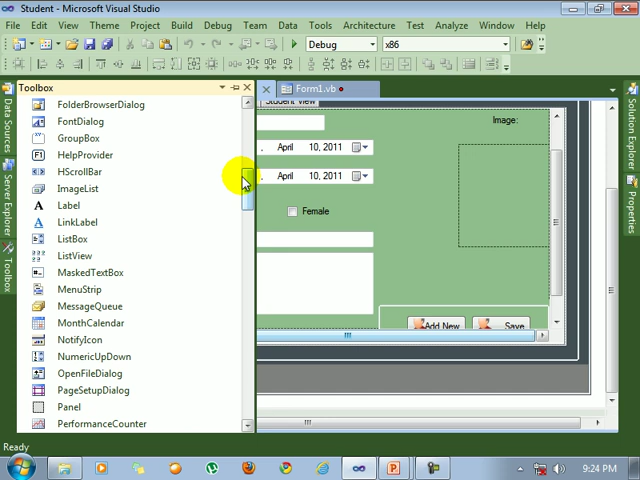 Student - Microsoft Visual Studio
File Edit View Theme Project Build Debug Team Data Tools Architecture Test Analyze Window Help
Debug x86
Toolbox
Form1.vb
Data Sources
Server Explorer
Toolbox
FolderBrowserDialog
FontDialog
GroupBox
HelpProvider
HScrollBar
ImageList
Label
LinkLabel
ListBox
ListView
MaskedTextBox
MenuStrip
MessageQueue
MonthCalendar
NotifyIcon
NumericUpDown
OpenFileDialog
PageSetupDialog
Panel
PerformanceCounter
Student View
Image:
, April 10, 2011
, April 10, 2011
Female
Add New Save
Solution Explorer
Properties
Ready
9:24 PM